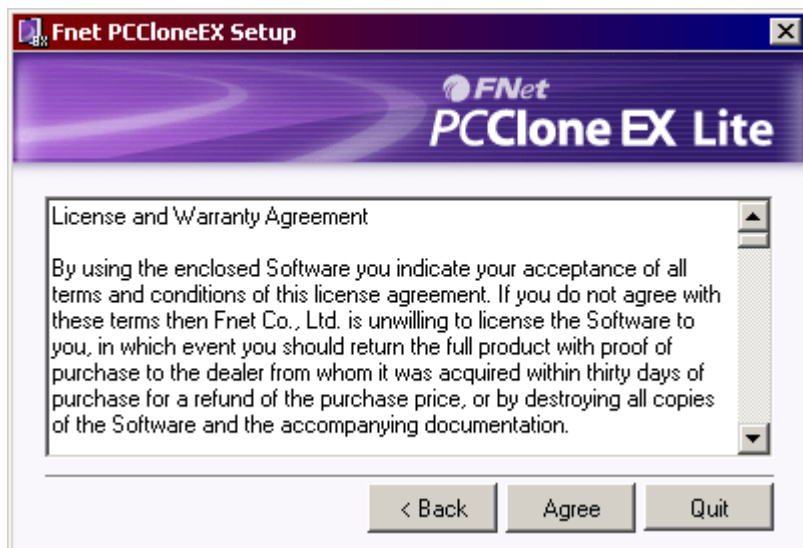 Fnet PCCloneEX Setup
FNet
PCClone EX Lite
License and Warranty Agreement
By using the enclosed Software you indicate your acceptance of all
terms and conditions of this license agreement. If you do not agree with
these terms then Fnet Co., Ltd. is unwilling to license the Software to
you, in which event you should return the full product with proof of
purchase to the dealer from whom it was acquired within thirty days of
purchase for a refund of the purchase price, or by destroying all copies
of the Software and the accompanying documentation.
< Back Agree Quit